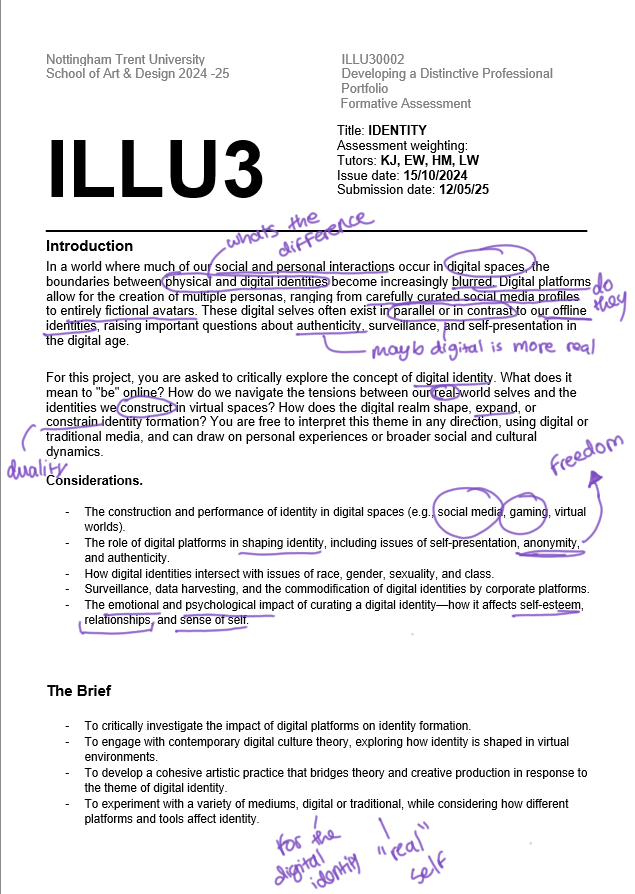 Nottingham Trent University
School of Art & Design 2024 -25
ILLU30002
Developing a Distinctive Professional
Portfolio
Formative Assessment
ILLU3
Title: IDENTITY
Assessment weighting:
Tutors: KJ, EW, HM, LW
Issue date: 15/10/2024
Submission date: 12/05/25
whats the
difference
Introduction
In a world where much of our social and personal interactions occur in digital spaces, the
boundaries between physical and digital identities become increasingly blurred. Digital platforms
do
they
allow for the creation of multiple personas, ranging from carefully curated social media profiles
to entirely fictional avatars. These digital selves often exist in parallel or in contrast to our offline
identities, raising important questions about authenticity, surveillance, and self-presentation in
the digital age.
mayb digital is more real
For this project, you are asked to critically explore the concept of digital identity. What does it
mean to "be" online? How do we navigate the tensions between our real-world selves and the
identities we construct in virtual spaces? How does the digital realm shape, expand, or
constrain identity formation? You are free to interpret this theme in any direction, using digital or
traditional media, and can draw on personal experiences or broader social and cultural
dynamics.
duality
freedom
Considerations.
- The construction and performance of identity in digital spaces (e.g., social media, gaming, virtual
worlds).
- The role of digital platforms in shaping identity, including issues of self-presentation, anonymity,
and authenticity.
- How digital identities intersect with issues of race, gender, sexuality, and class.
- Surveillance, data harvesting, and the commodification of digital identities by corporate platforms.
- The emotional and psychological impact of curating a digital identity—how it affects self-esteem,
relationships, and sense of self.
The Brief
- To critically investigate the impact of digital platforms on identity formation.
- To engage with contemporary digital culture theory, exploring how identity is shaped in virtual
environments.
- To develop a cohesive artistic practice that bridges theory and creative production in response to
the theme of digital identity.
- To experiment with a variety of mediums, digital or traditional, while considering how different
platforms and tools affect identity.
for the
digital
identity
"real"
self